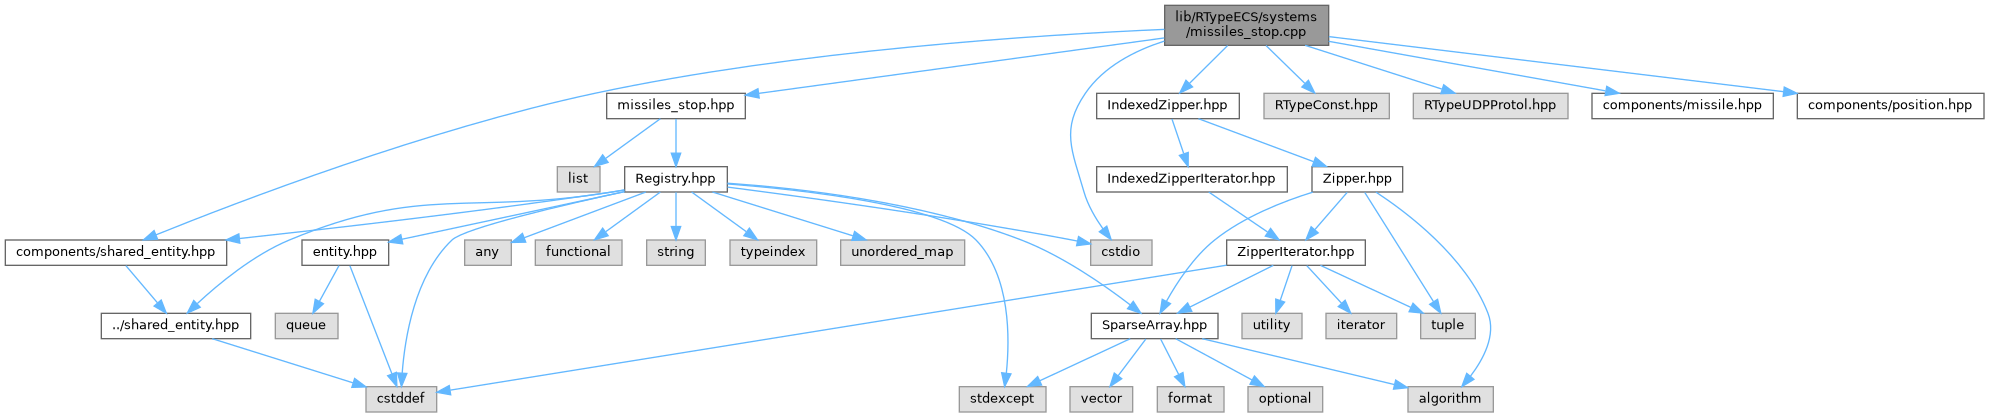 lib/RTypeECS/systems
/missiles_stop.cpp
missiles_stop.hpp
IndexedZipper.hpp
RTypeConst.hpp
RTypeUDPProtol.hpp
components/missile.hpp
components/position.hpp
list
Registry.hpp
IndexedZipperIterator.hpp
Zipper.hpp
components/shared_entity.hpp
entity.hpp
any
functional
string
typeindex
unordered_map
cstdio
ZipperIterator.hpp
../shared_entity.hpp
queue
SparseArray.hpp
utility
iterator
tuple
cstddef
stdexcept
vector
format
optional
algorithm